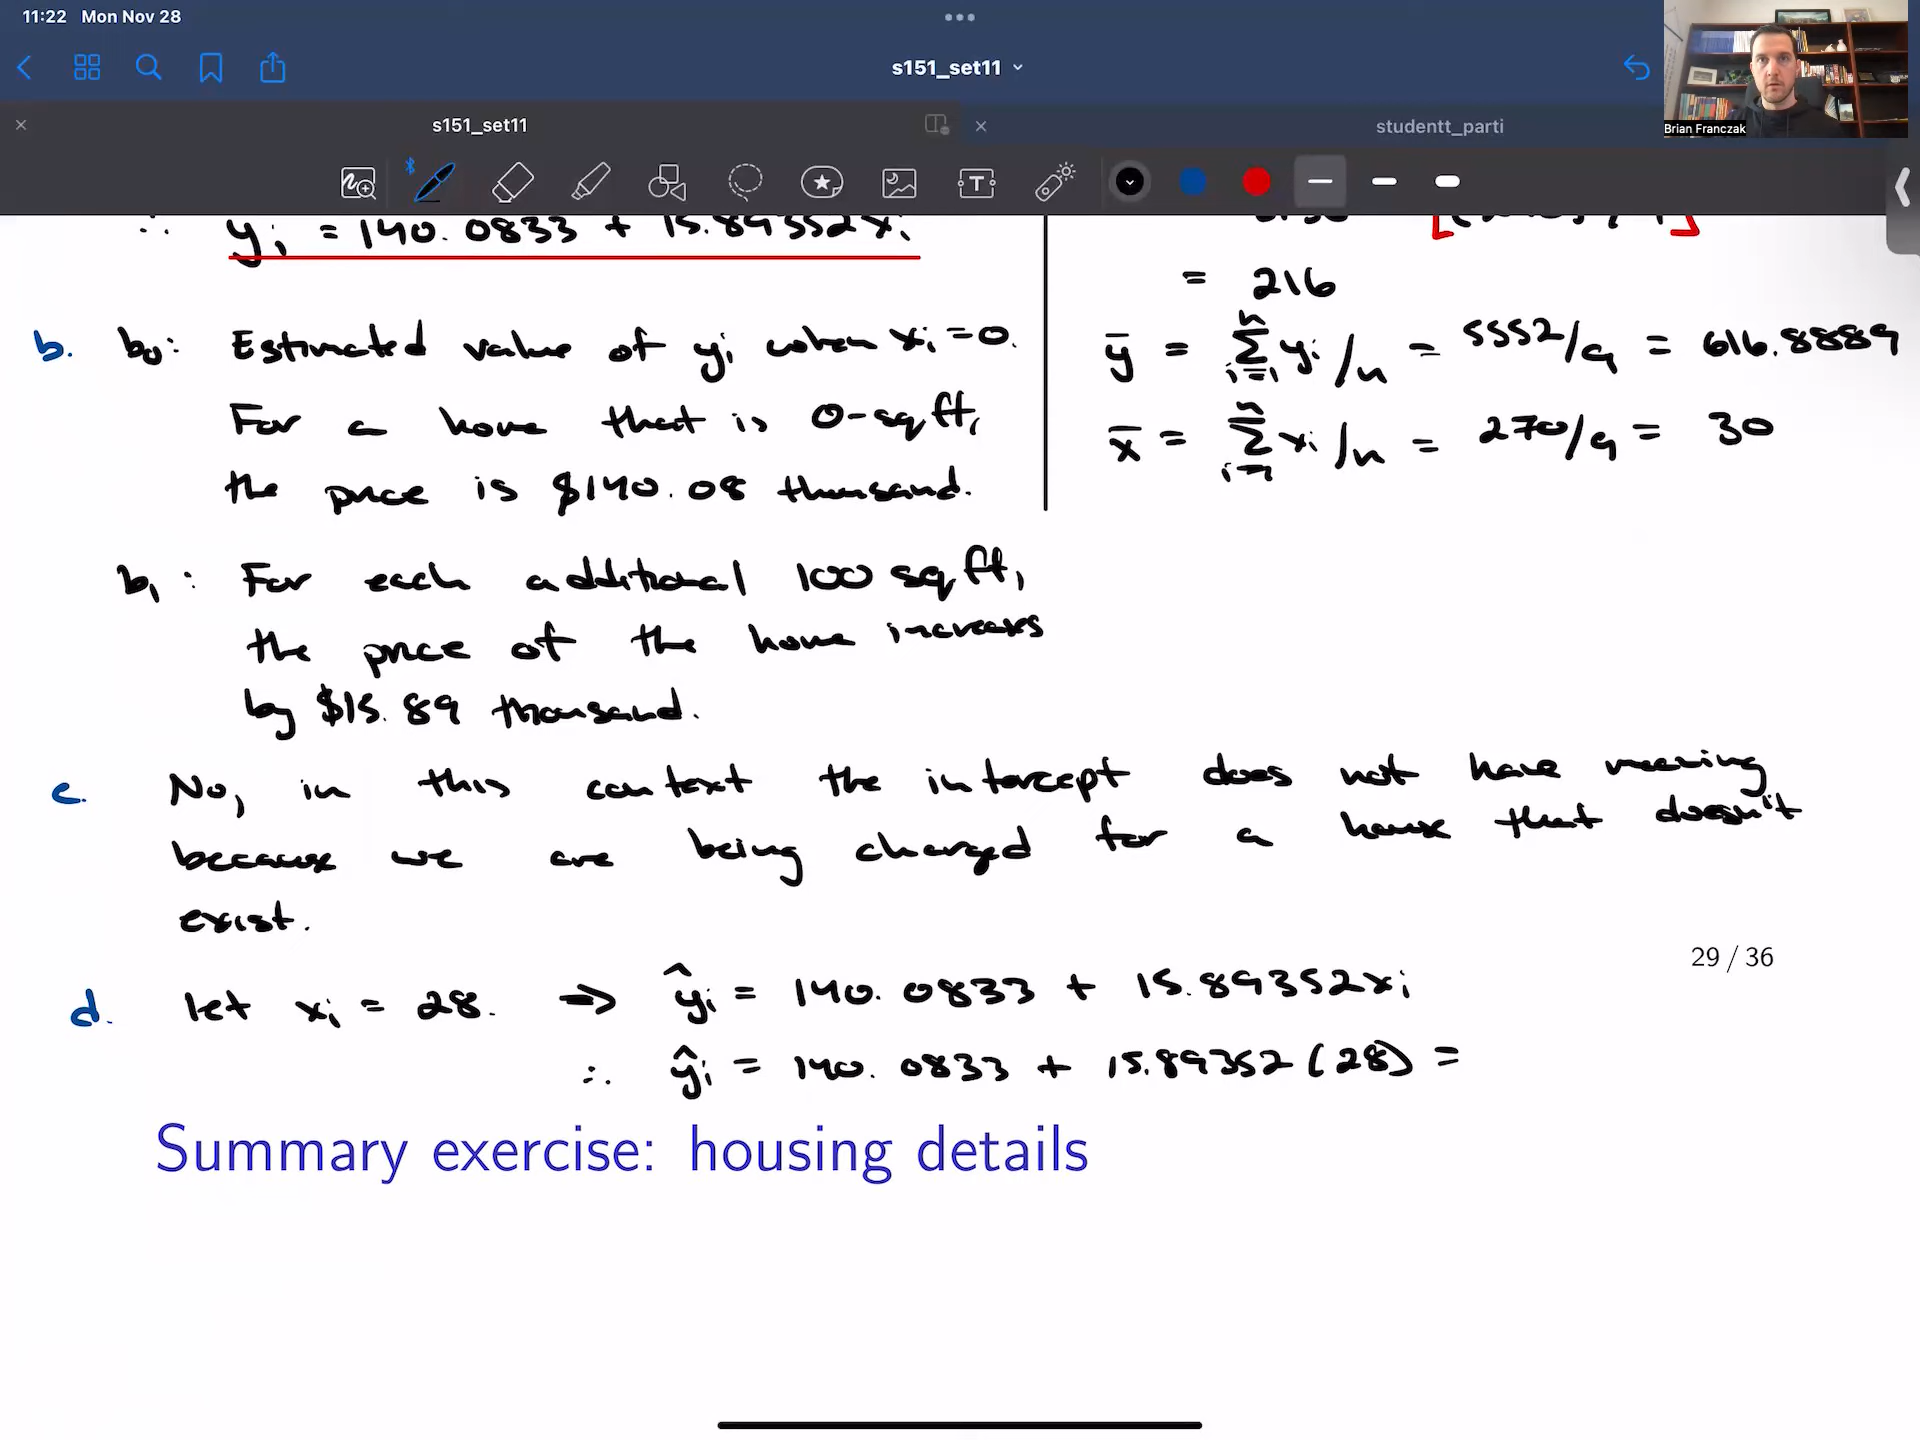 11:22 Mon Nov 28
s151_set11
Brian Franczak
s151_set11
studentt_parti
T
∴ yi = 140.0833 + 15.89352xi
= 216
b. b0: Estimated value of yi when xi=0.
For a home that is 0-sqft,
the price is $140.08 thousand.
ȳ = Σ i=1 n yi/n = 5552/9 = 616.8889
x̄ = Σ i=1 n xi/n = 270/9 = 30
b1: For each additional 100 sqft,
the price of the home increases
by $15.89 thousand.
c. No, in this context the intercept does not have meaning
because we are being charged for a house that doesn't
exist.
29 / 36
d. let xi = 28. → ŷi = 140.0833 + 15.89352xi
∴ ŷi = 140.0833 + 15.89352(28) =
Summary exercise: housing details